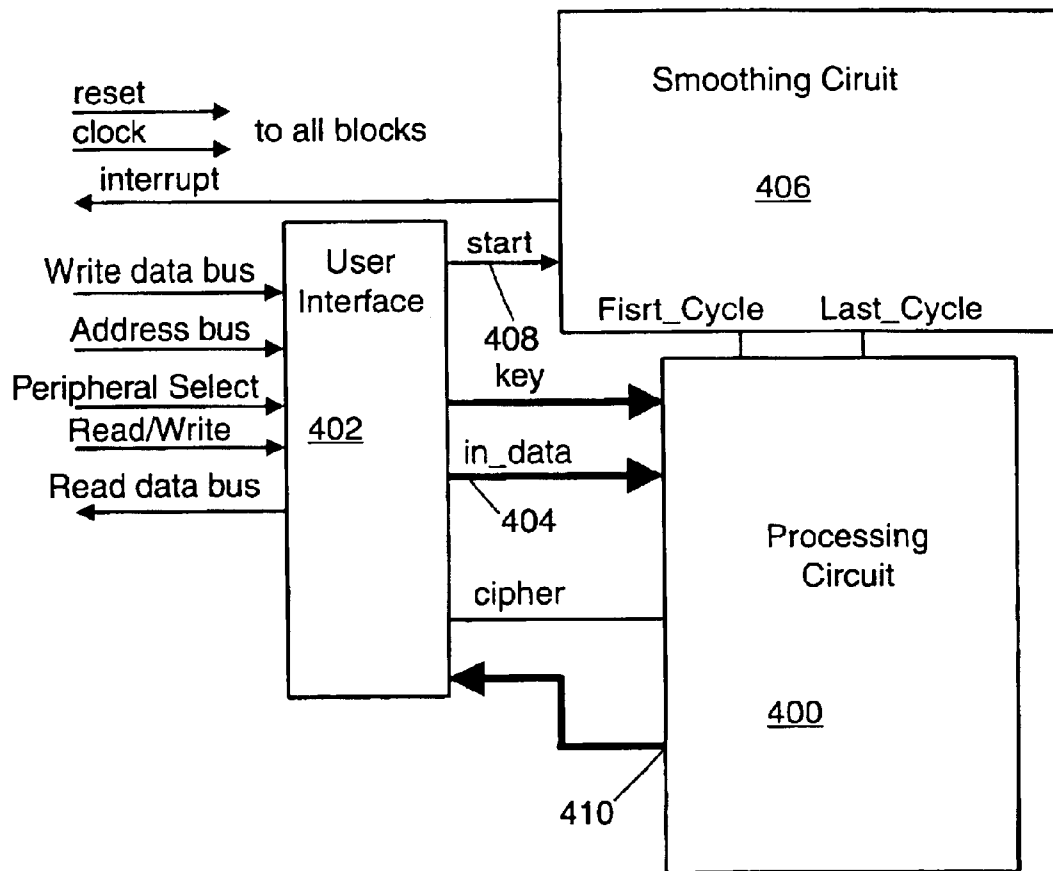 Smoothing Ciruit
406
reset
clock
to all blocks
interrupt
User
Interface
402
start
408
Write data bus
Address bus
Peripheral Select
Read/Write
Read data bus
Fisrt_Cycle
Last_Cycle
key
in_data
404
cipher
Processing
Circuit
400
410